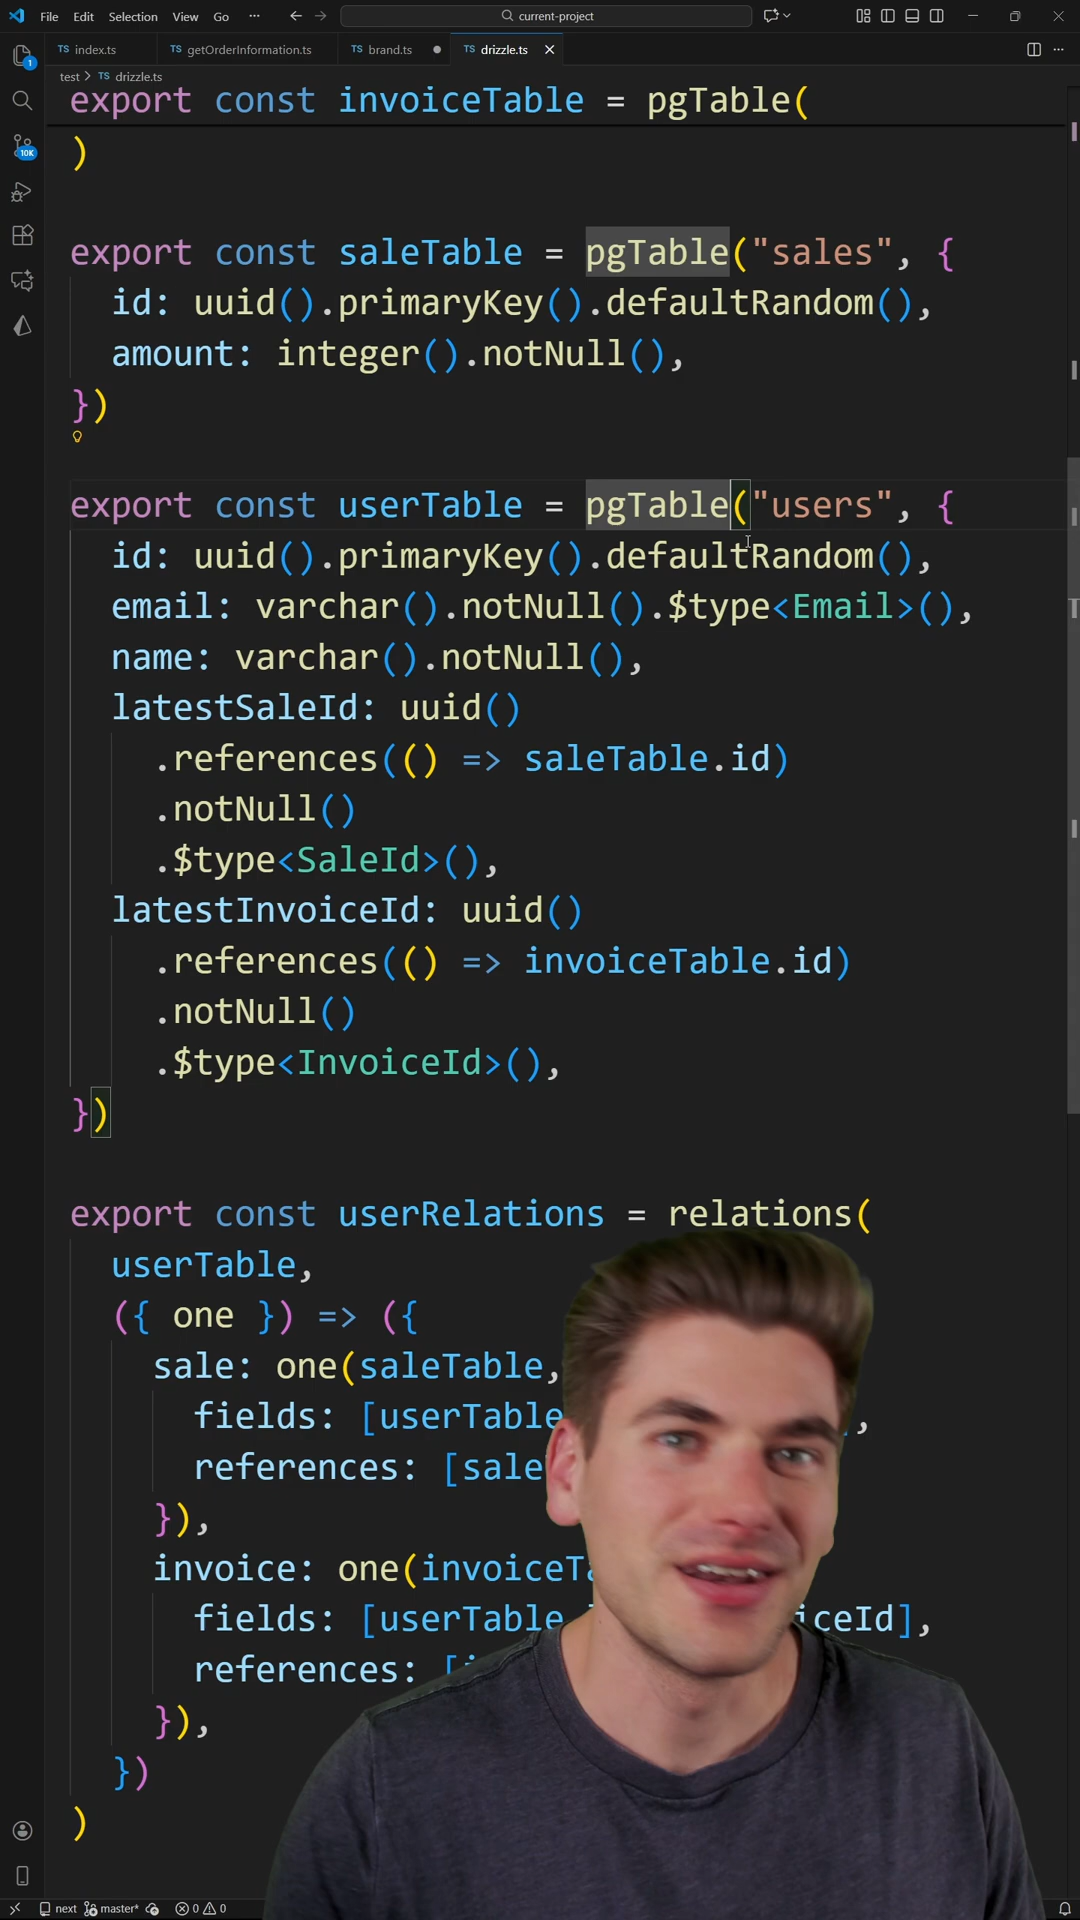 File Edit Selection View Go ··· current-project
index.ts getOrderInformation.ts brand.ts drizzle.ts
test > drizzle.ts
export const invoiceTable = pgTable(
)
export const saleTable = pgTable("sales", {
id: uuid().primaryKey().defaultRandom(),
amount: integer().notNull(),
})
export const userTable = pgTable("users", {
id: uuid().primaryKey().defaultRandom(),
email: varchar().notNull().$type<Email>(),
name: varchar().notNull(),
latestSaleId: uuid()
.references(() => saleTable.id)
.notNull()
.$type<SaleId>(),
latestInvoiceId: uuid()
.references(() => invoiceTable.id)
.notNull()
.$type<InvoiceId>(),
})
export const userRelations = relations(
userTable,
({ one }) => ({
sale: one(saleTable,
fields: [userTable ,
references: [sale
}),
invoice: one(invoiceTa
fields: [userTable iceId],
references: [i
}),
})
)
1
10K
next master* 0 0